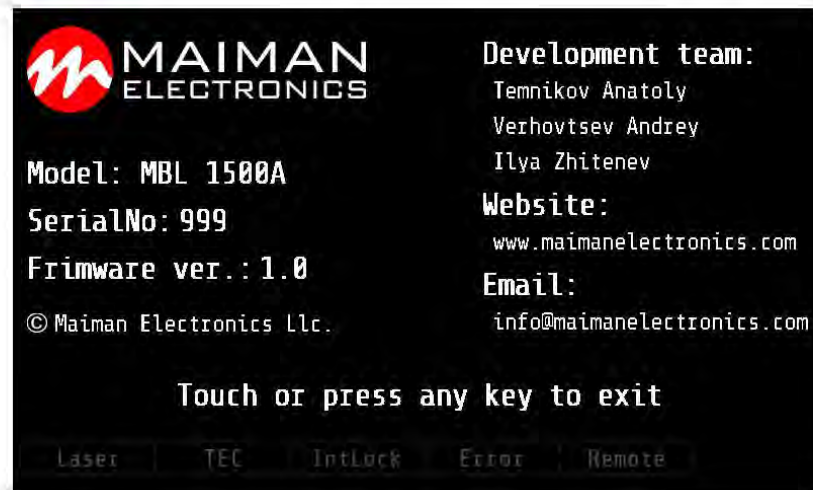 MAIMAN
ELECTRONICS
Model: MBL 1500A
SerialNo: 999
Frimware ver.: 1.0
© Maiman Electronics Llc.
Development team:
Temnikov Anatoly
Verhovtsev Andrey
Ilya Zhitenev
Website:
www.maimanelectronics.com
Email:
info@maimanelectronics.com
Touch or press any key to exit
Laser TEC IntLock Error Remote